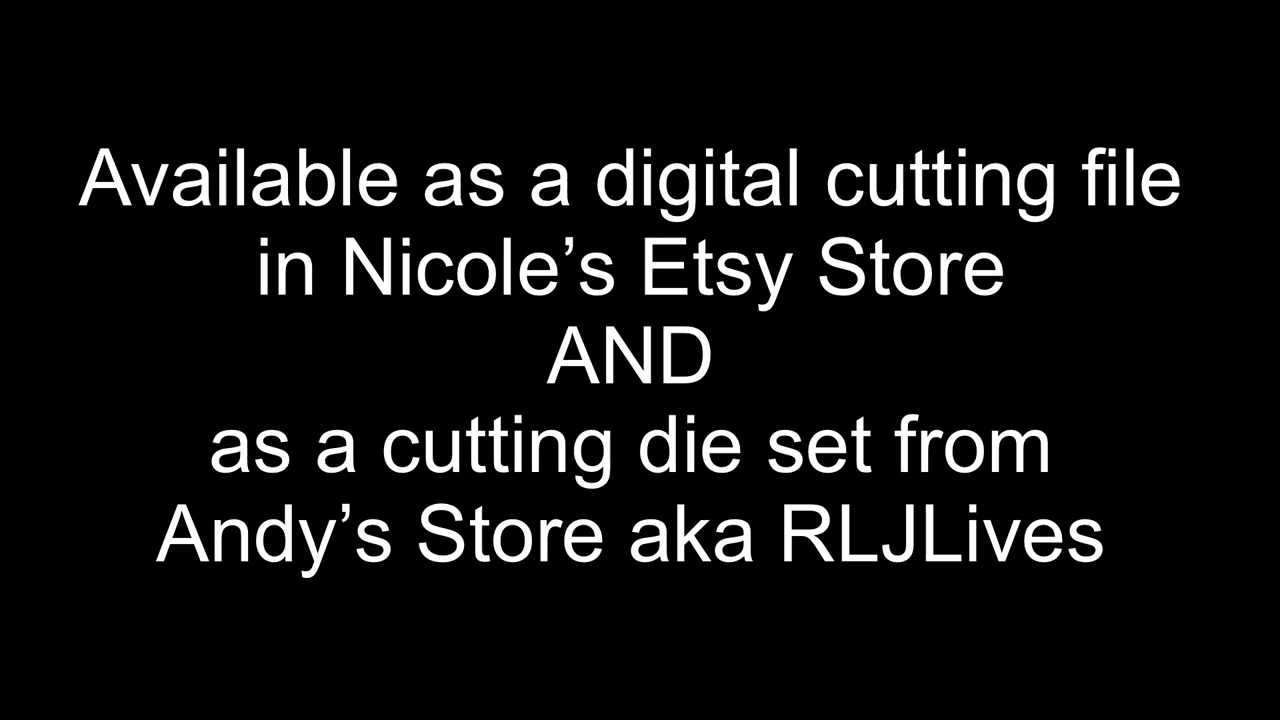 Available as a digital cutting file
in Nicole’s Etsy Store
AND
as a cutting die set from
Andy’s Store aka RLJLives